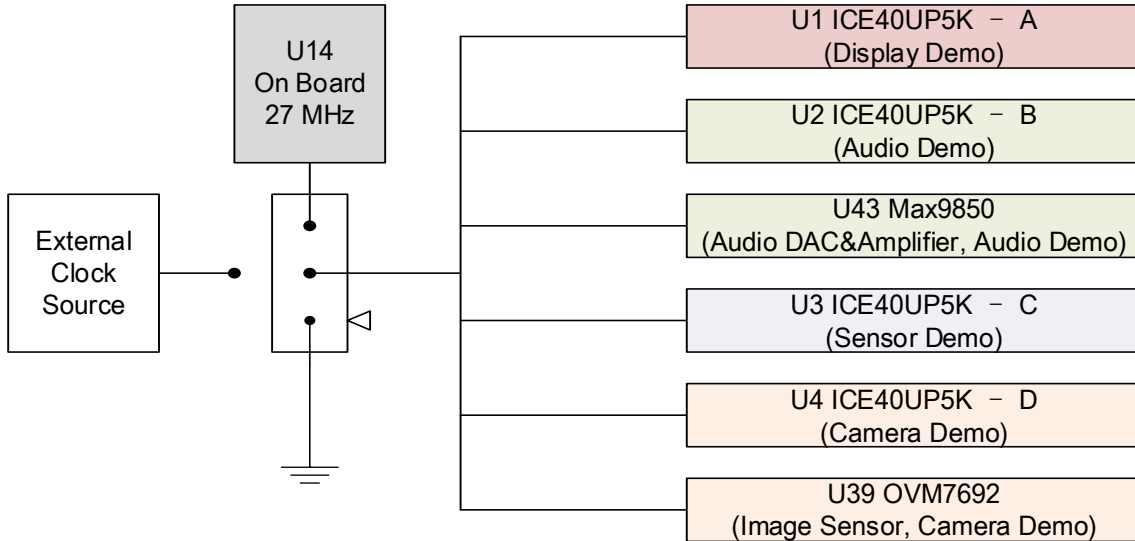 U14
On Board
27 MHz
External
Clock
Source
U1 ICE40UP5K – A
(Display Demo)
U2 ICE40UP5K – B
(Audio Demo)
U43 Max9850
(Audio DAC&Amplifier, Audio Demo)
U3 ICE40UP5K – C
(Sensor Demo)
U4 ICE40UP5K – D
(Camera Demo)
U39 OVM7692
(Image Sensor, Camera Demo)